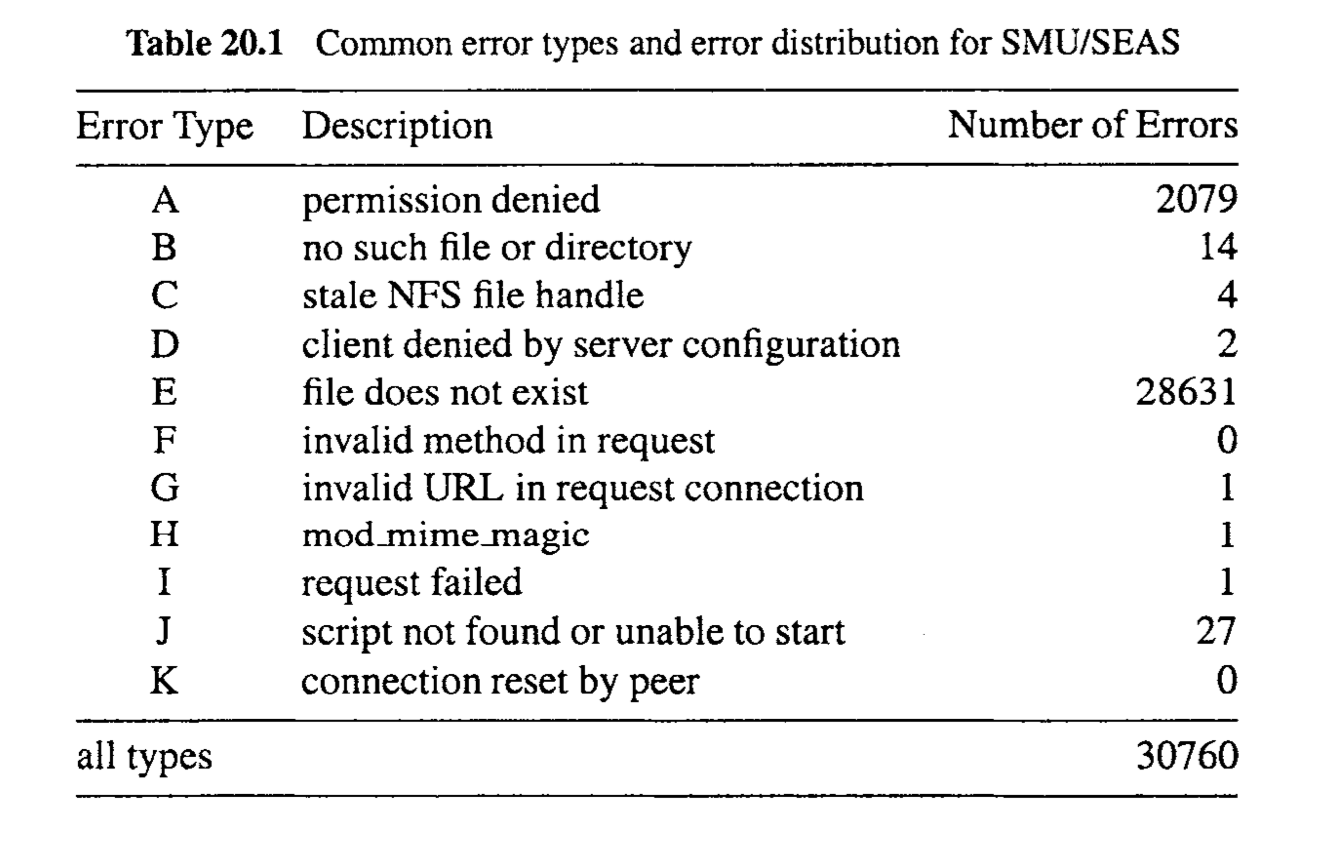 Table 20.1 Common error types and error distribution for SMU/SEAS
Error Type Description Number of Errors
A permission denied 2079
B no such file or directory 14
C stale NFS file handle 4
D client denied by server configuration 2
E file does not exist 28631
F invalid method in request 0
G invalid URL in request connection 1
H mod_mime_magic 1
I request failed 1
J script not found or unable to start 27
K connection reset by peer 0
all types 30760